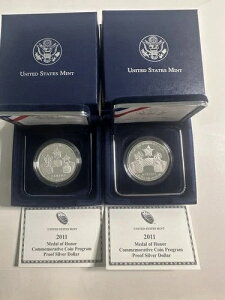 UNITED STATES MINT
UNITED STATES MINT
2011
Medal of Honor
Commemorative Coin Program
Proof Silver Dollar
2011
Medal of Honor
Commemorative Coin Program
Proof Silver Dollar